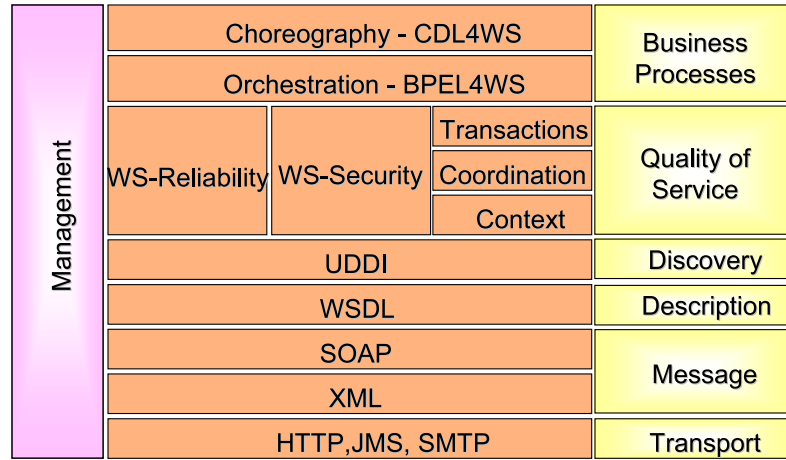 Management
Choreography - CDL4WS
Orchestration - BPEL4WS
Business
Processes
WS-Reliability
WS-Security
Transactions
Coordination
Context
Quality of
Service
UDDI
Discovery
WSDL
Description
SOAP
XML
Message
HTTP,JMS, SMTP
Transport